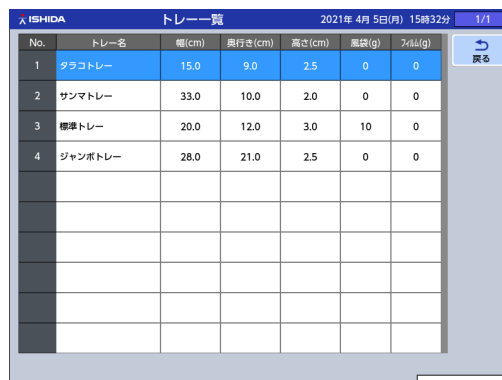 ISHIDA トレー一覧 2021年 4月 5日(月) 15時32分 1/1
No. トレー名 幅(cm) 奥行き(cm) 高さ(cm) 風袋(g) フィルム(g)
戻る
1 タラコトレー 15.0 9.0 2.5 0 0
2 サンマトレー 33.0 10.0 2.0 0 0
3 標準トレー 20.0 12.0 3.0 10 0
4 ジャンボトレー 28.0 21.0 2.5 0 0